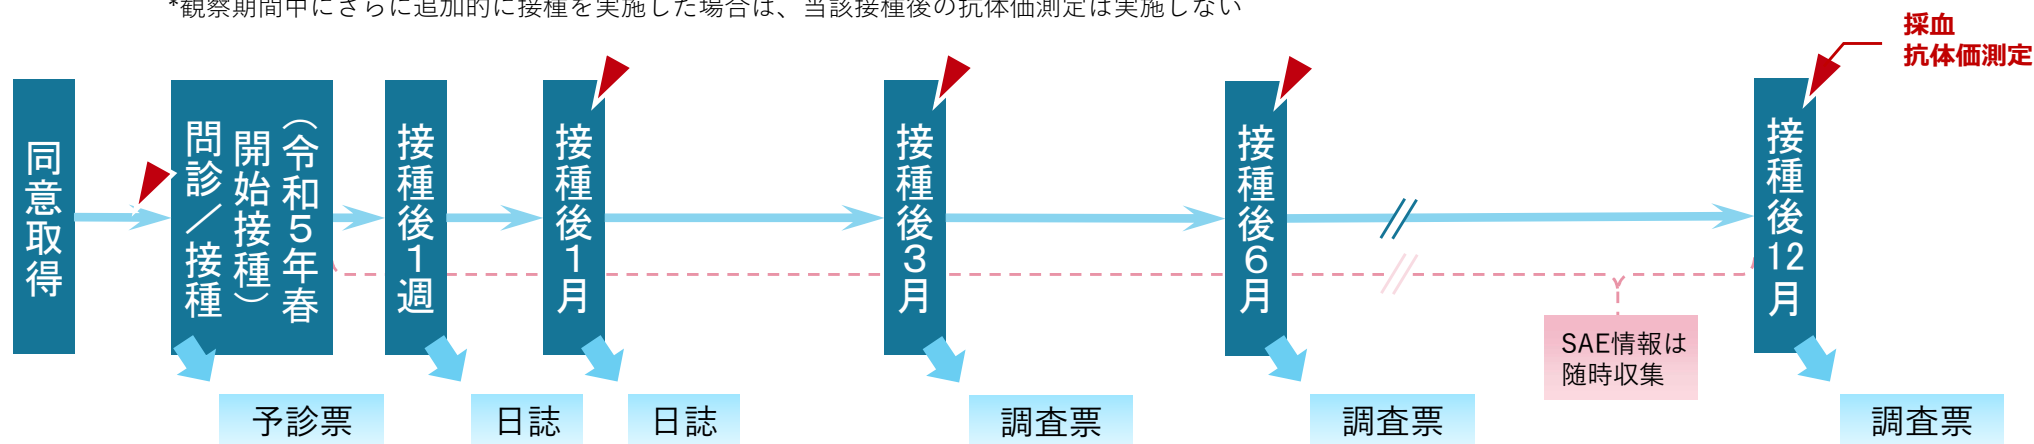 *観察期間中にさらに追加的に接種を実施した場合は、当該接種後の抗体価測定は実施しない
採血
抗体価測定
同意取得
問診／接種
（令和５年春
開始接種）
接種後１週
接種後１月
接種後３月
接種後６月
接種後12月
SAE情報は
随時収集
予診票
日誌
日誌
調査票
調査票
調査票